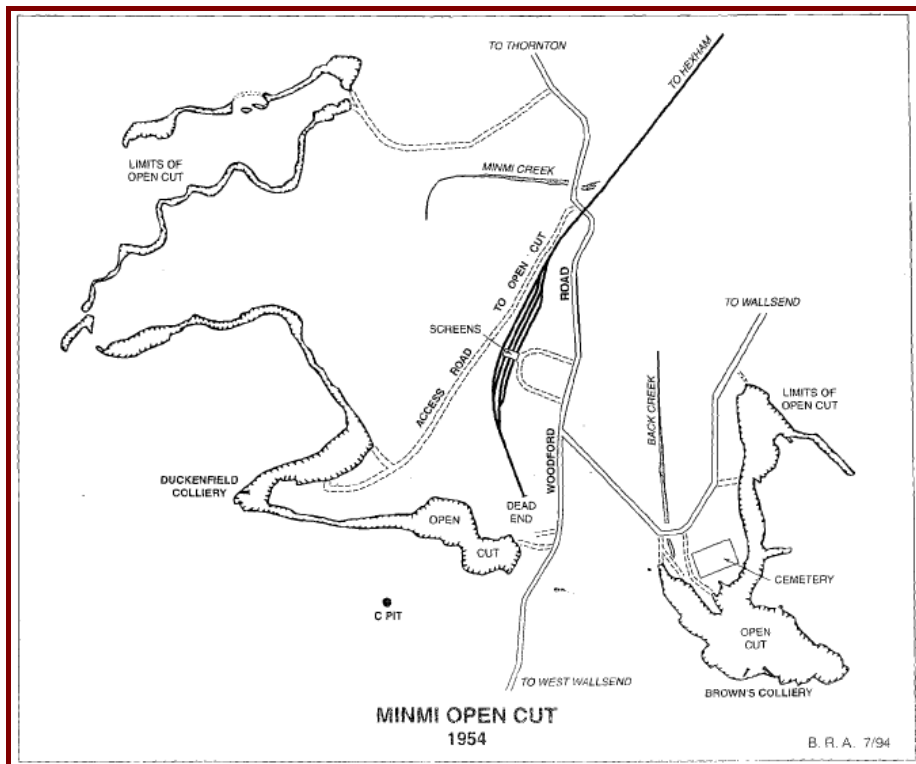 TO THORNTON
TO HEXHAM
LIMITS OF
OPEN CUT
MINMI CREEK
ACCESS ROAD TO OPEN CUT
WOODFORD ROAD
TO WALLSEND
SCREENS
BACK CREEK
LIMITS OF
OPEN CUT
DUCKENFIELD
COLLIERY
OPEN
CUT
DEAD
END
CEMETERY
C PIT
OPEN
CUT
TO WEST WALLSEND
BROWN'S COLLIERY
MINMI OPEN CUT
1954
B. R. A. 7/94